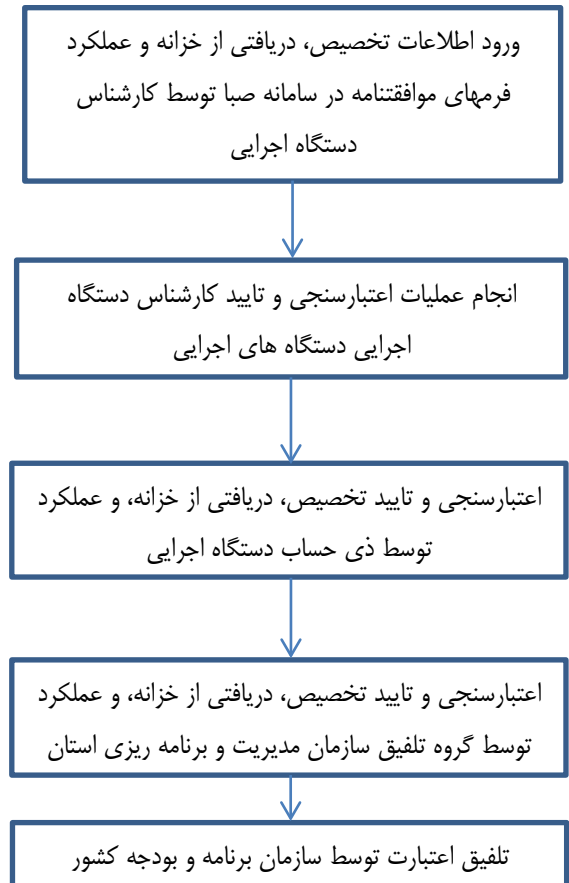 ورود اطلاعات تخصیص، دریافتی از خزانه و عملکرد
فرمهای موافقتنامه در سامانه صبا توسط کارشناس
دستگاه اجرایی
انجام عملیات اعتبارسنجی و تایید کارشناس دستگاه
اجرایی دستگاه های اجرایی
اعتبارسنجی و تایید تخصیص، دریافتی از خزانه، و عملکرد
توسط ذی حساب دستگاه اجرایی
اعتبارسنجی و تایید تخصیص، دریافتی از خزانه، و عملکرد
توسط گروه تلفیق سازمان مدیریت و برنامه ریزی استان
تلفیق اعتبارت توسط سازمان برنامه و بودجه کشور